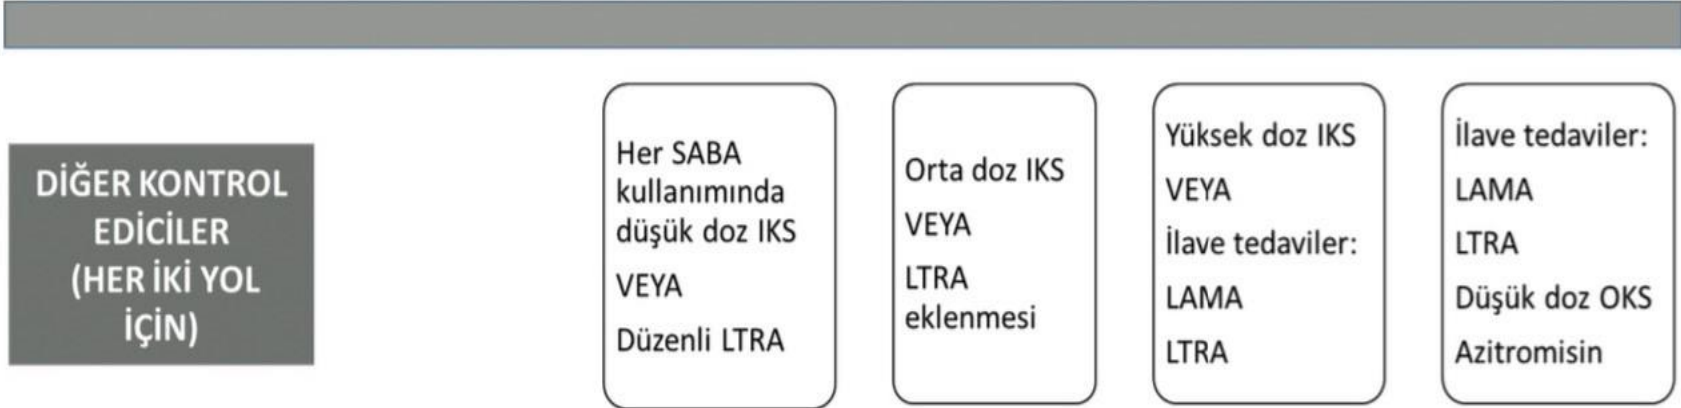 DİĞER KONTROL
EDİCİLER
(HER İKİ YOL
İÇİN)
Her SABA
kullanımında
düşük doz IKS
VEYA
Düzenli LTRA
Orta doz IKS
VEYA
LTRA
eklenmesi
Yüksek doz IKS
VEYA
İlave tedaviler:
LAMA
LTRA
İlave tedaviler:
LAMA
LTRA
Düşük doz OKS
Azitromisin